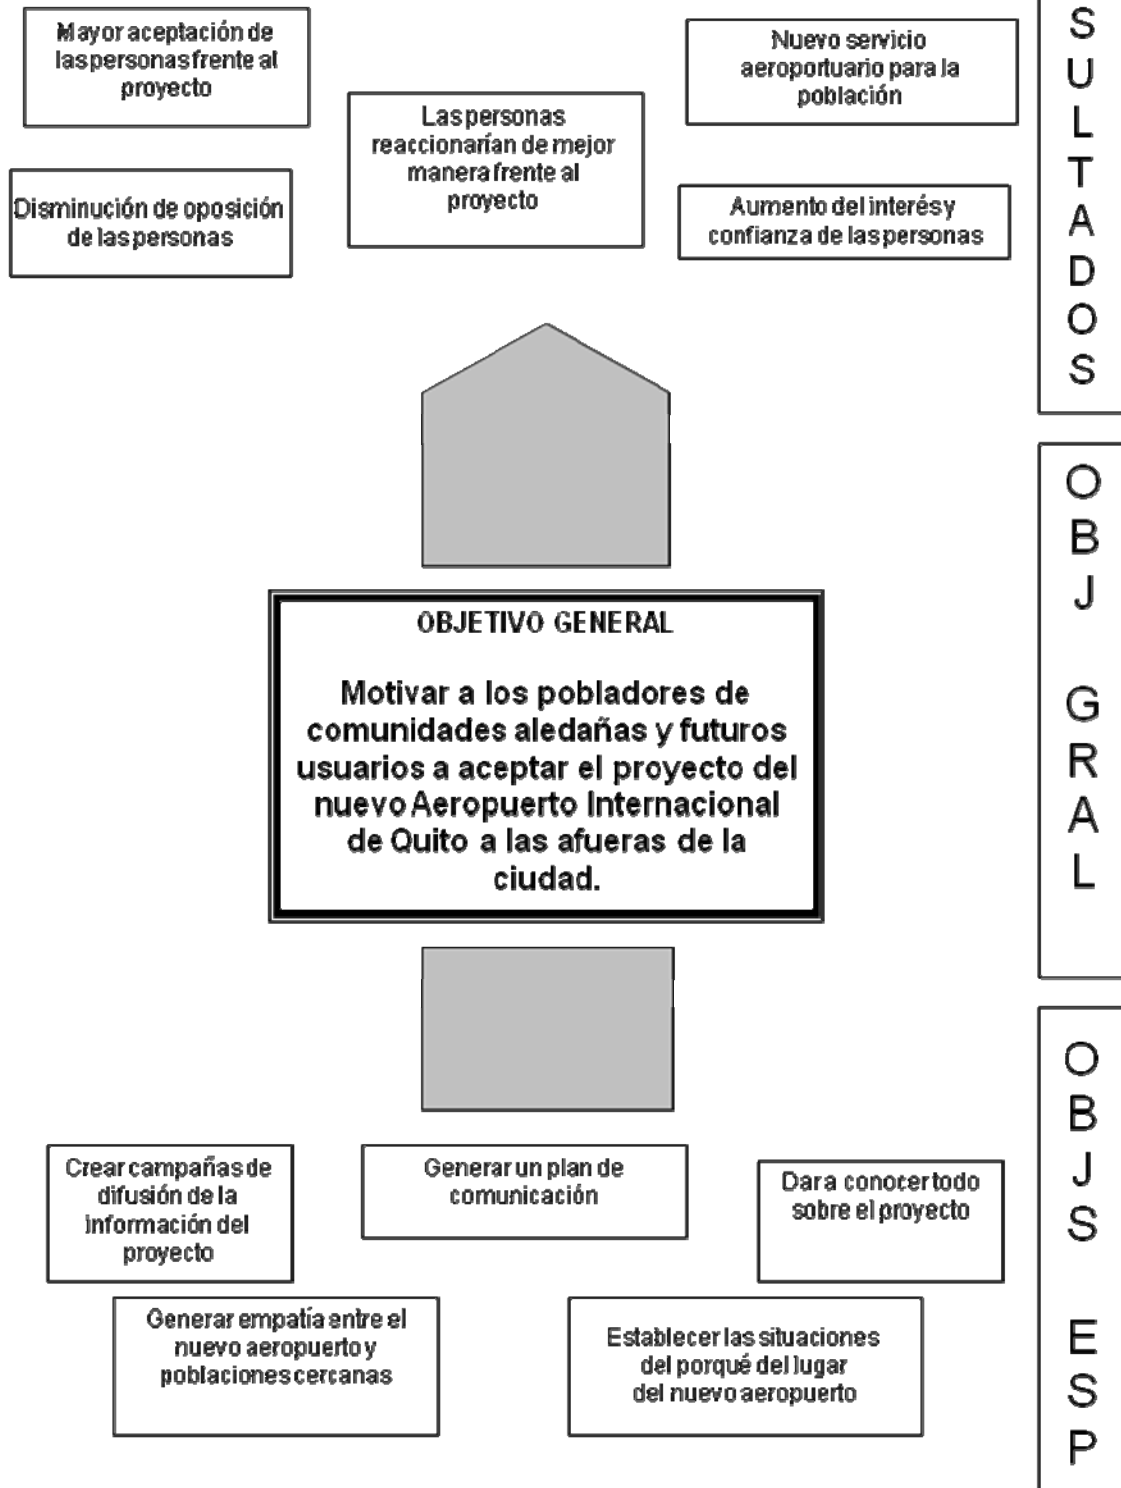 Mayor aceptación de
las personas frente al
proyecto
Nuevo servicio
aeroportuario para la
población
Las personas
reaccionarían de mejor
manera frente al
proyecto
Disminución de oposición
de las personas
Aumento del interés y
confianza de las personas
S
U
L
T
A
D
O
S
OBJETIVO GENERAL
Motivar a los pobladores de
comunidades aledañas y futuros
usuarios a aceptar el proyecto del
nuevo Aeropuerto Internacional
de Quito a las afueras de la
ciudad.
O
B
J
G
R
A
L
Crear campañas de
difusión de la
información del
proyecto
Generar un plan de
comunicación
Dar a conocer todo
sobre el proyecto
Generar empatía entre el
nuevo aeropuerto y
poblaciones cercanas
Establecer las situaciones
del porqué del lugar
del nuevo aeropuerto
O
B
J
S
E
S
P